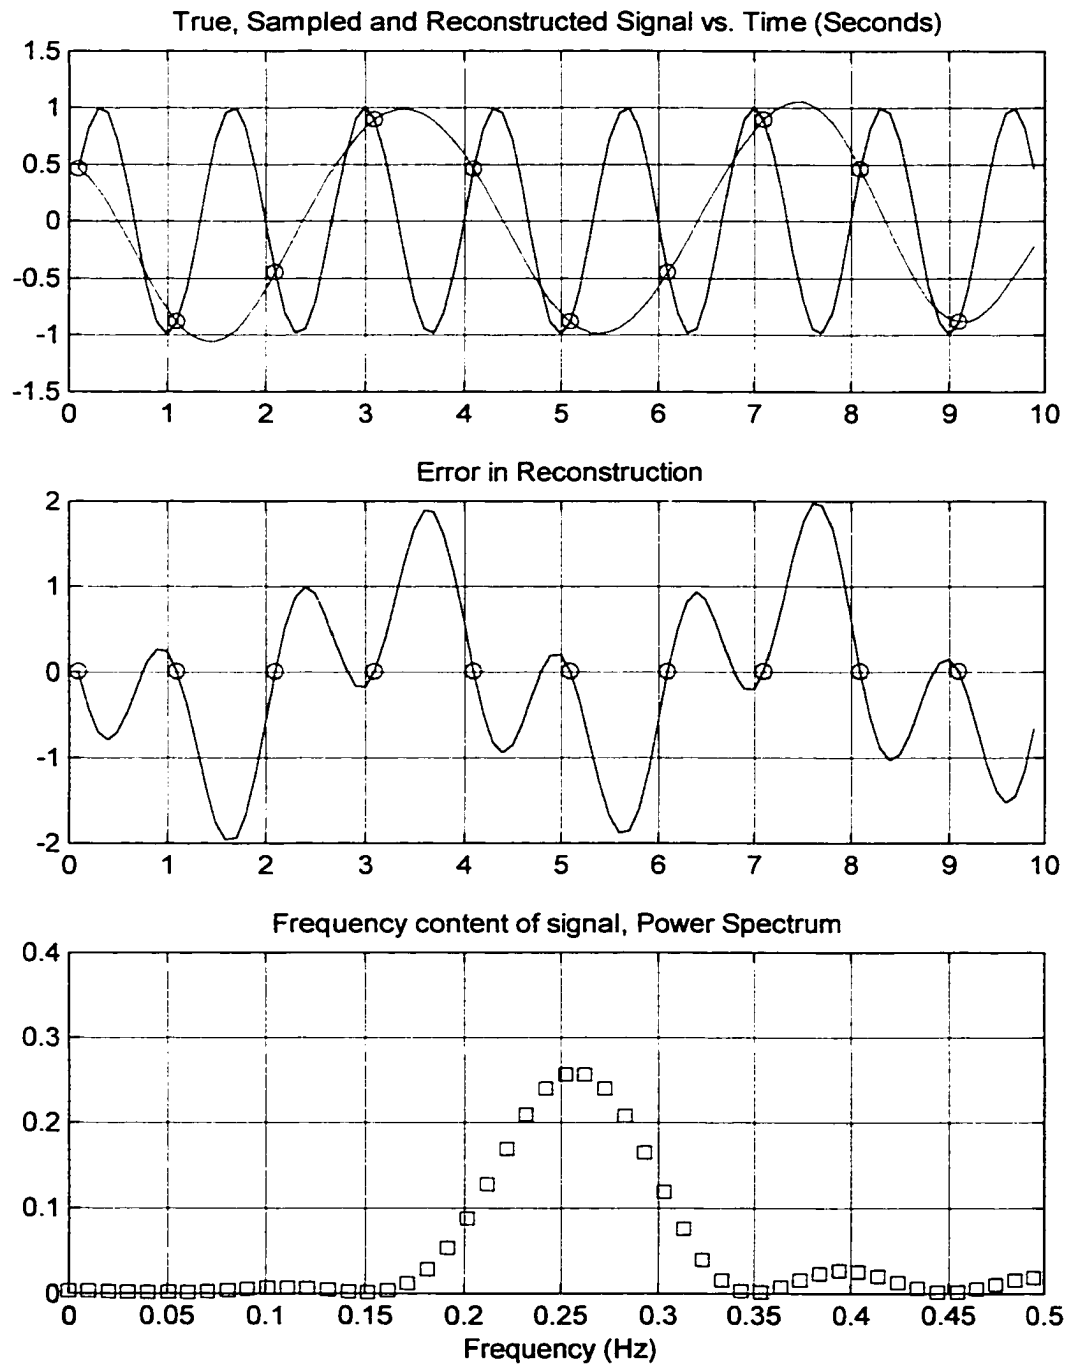 True, Sampled and Reconstructed Signal vs. Time (Seconds)
1.5
1
0.5
0
-0.5
-1
-1.5
0 1 2 3 4 5 6 7 8 9 10
Error in Reconstruction
2
1
0
-1
-2
0 1 2 3 4 5 6 7 8 9 10
Frequency content of signal, Power Spectrum
0.4
0.3
0.2
0.1
0
0 0.05 0.1 0.15 0.2 0.25 0.3 0.35 0.4 0.45 0.5
Frequency (Hz)